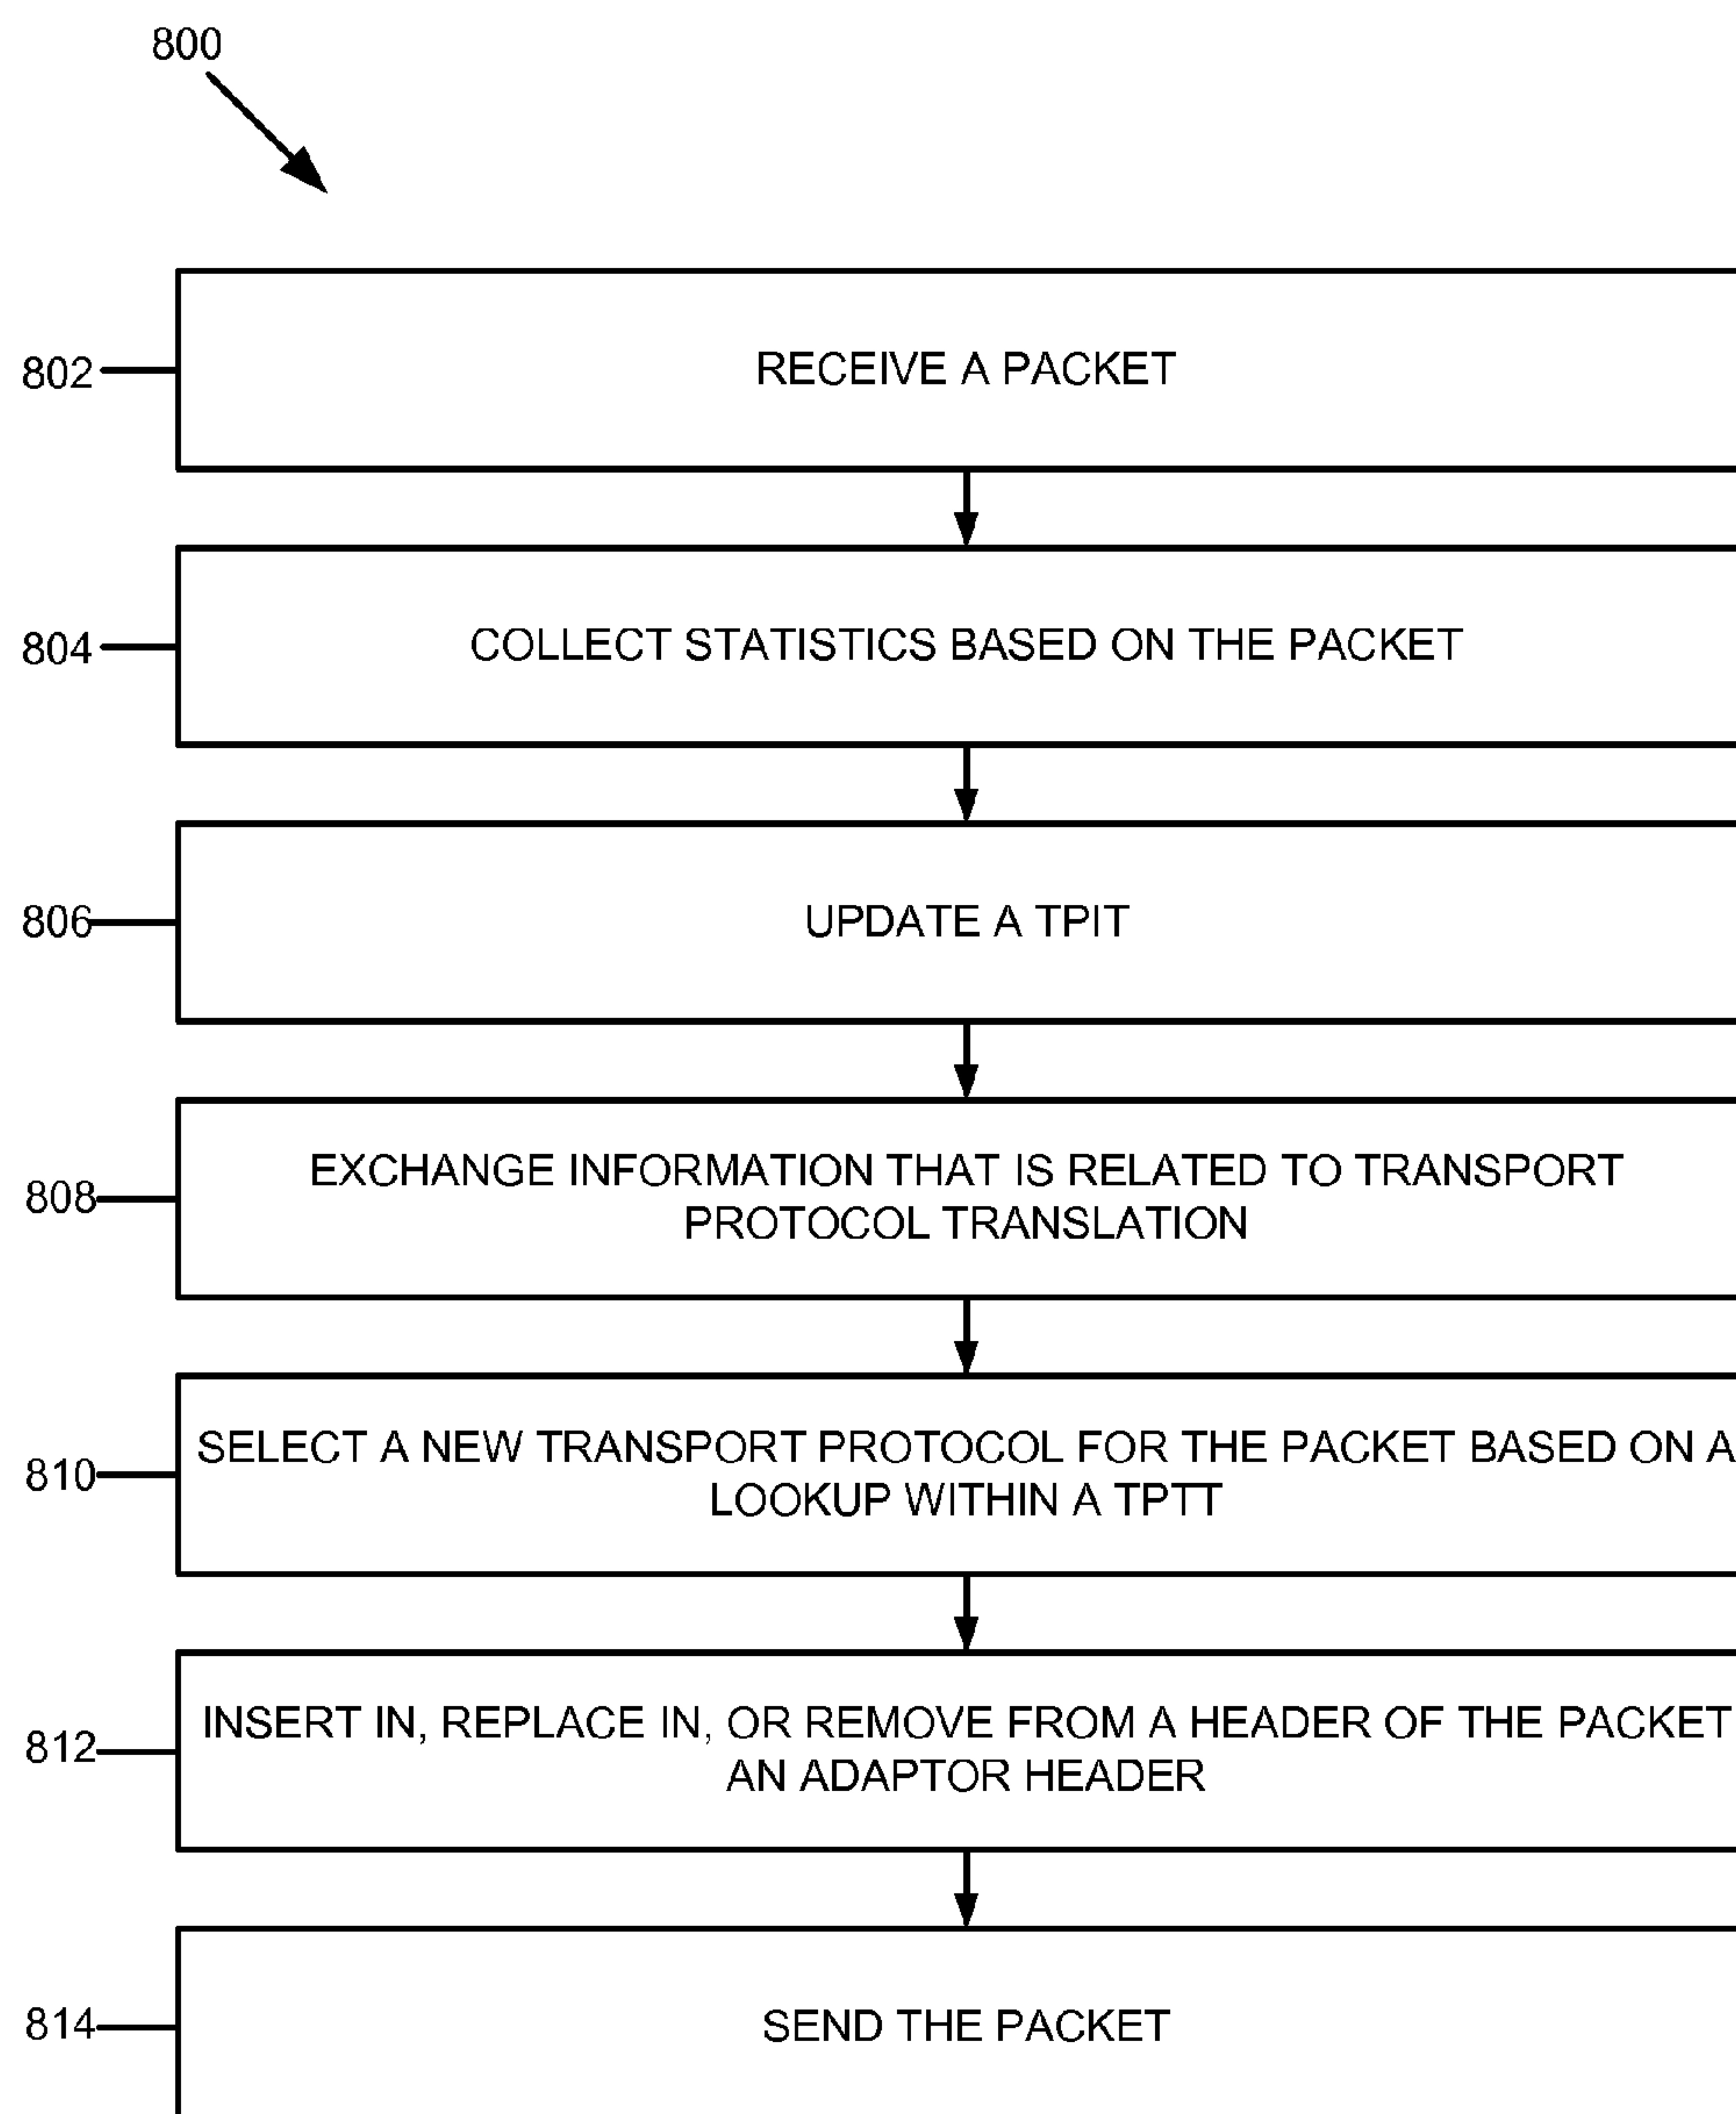 800
802
RECEIVE A PACKET
804
COLLECT STATISTICS BASED ON THE PACKET
806
UPDATE A TPIT
808
EXCHANGE INFORMATION THAT IS RELATED TO TRANSPORT
PROTOCOL TRANSLATION
810
SELECT A NEW TRANSPORT PROTOCOL FOR THE PACKET BASED ON A
LOOKUP WITHIN A TPTT
812
INSERT IN, REPLACE IN, OR REMOVE FROM A HEADER OF THE PACKET
AN ADAPTOR HEADER
814
SEND THE PACKET